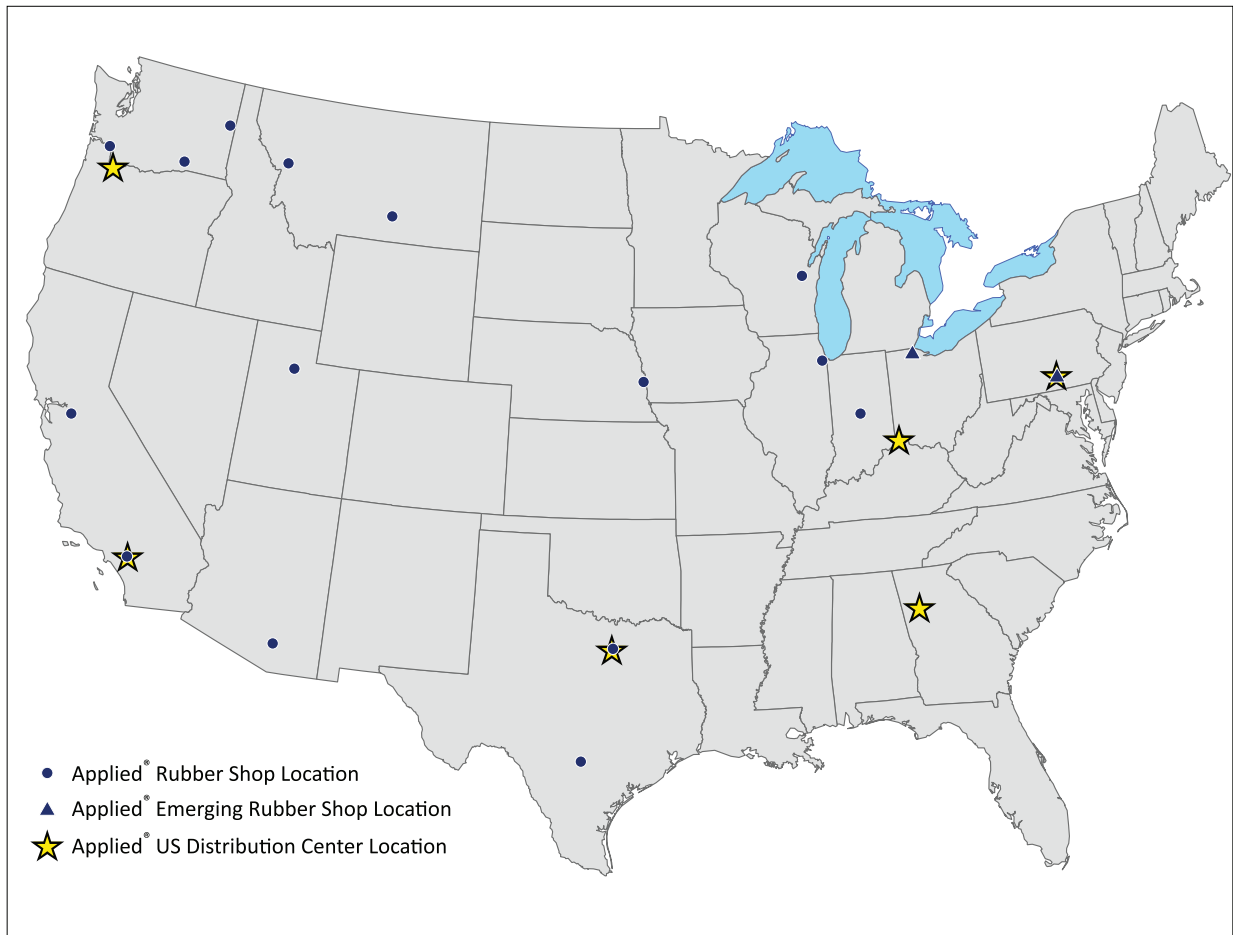 Applied® Rubber Shop Location
Applied® Emerging Rubber Shop Location
Applied® US Distribution Center Location